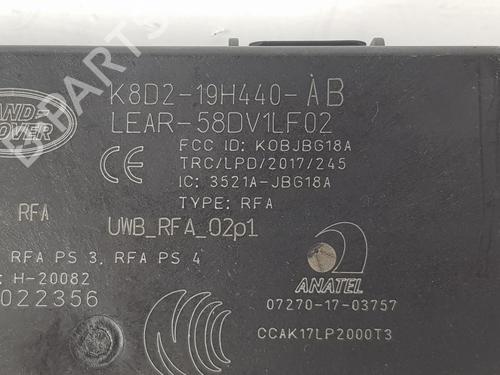 K8D2-19H440-AB
LEAR-58DV1LF02
FCC ID: KOBJBG18A
TRC/LPD/2017/245
IC: 3521A-JBG18A
TYPE: RFA
RFA
UWB_RFA_02p1
RFA PS 3, RFA PS 4
: H-20082
022356
ANATEL
07270-17-03757
CCAK17LP2000T3